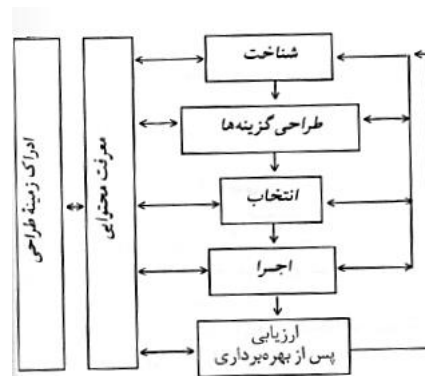 شناخت
طراحی گزینه‌ها
انتخاب
اجرا
ارزیابی
پس از بهره‌برداری
معرفت محتوایی
ادراک زمینهٔ طراحی